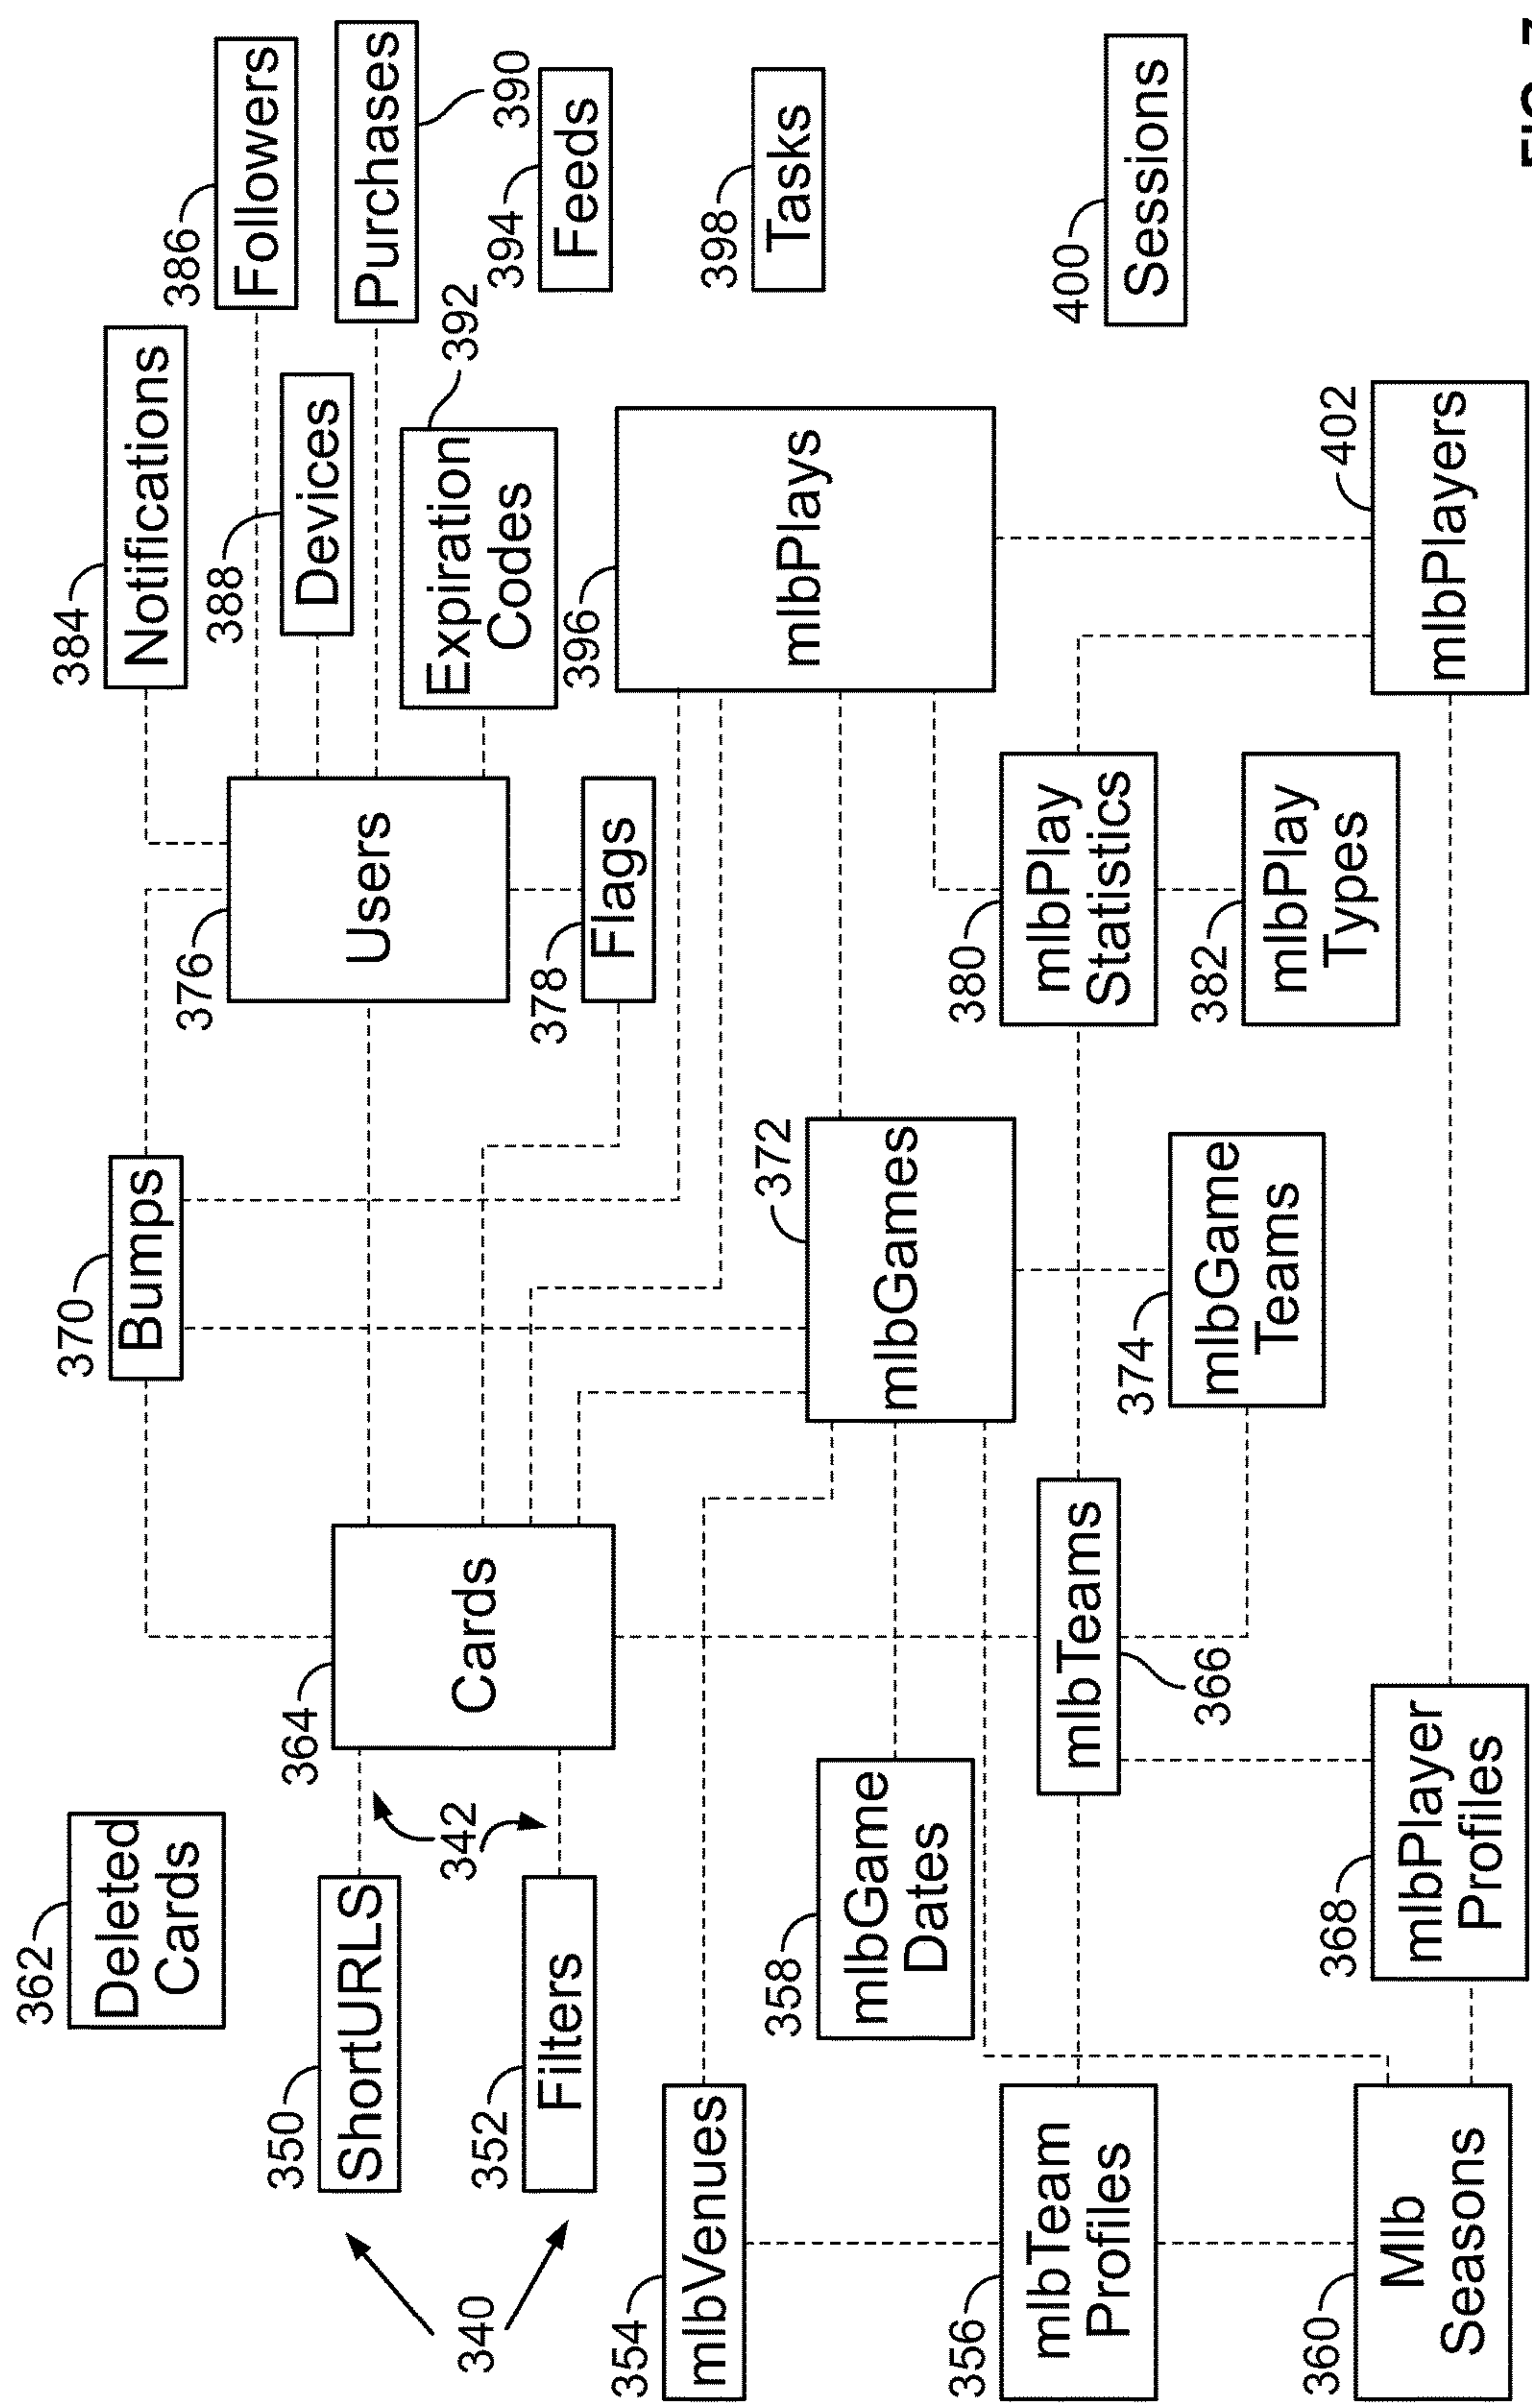 362
Deleted
Cards
370
Bumps
384
Notifications
386
Followers
350
ShortURLS
364
Cards
376
Users
388
Devices
Purchases
390
342
340
352
Filters
378
Flags
Expiration
Codes
392
394
Feeds
354
mlbVenues
396
mlbPlays
398
Tasks
358
mlbGame
Dates
372
mlbGames
356
mlbTeam
Profiles
mlbTeams
366
380
mlbPlay
Statistics
400
Sessions
374
mlbGame
Teams
382
mlbPlay
Types
360
Mlb
Seasons
368
mlbPlayer
Profiles
402
mlbPlayers